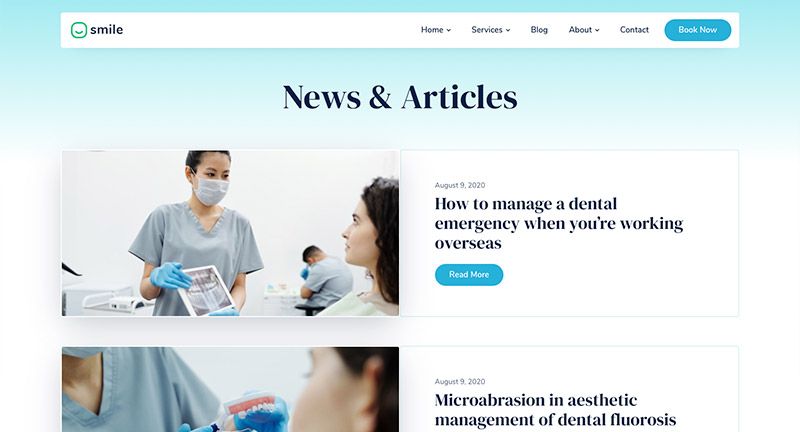 smile
Home Services Blog About Contact Book Now
News & Articles
August 9, 2020
How to manage a dental
emergency when you’re working
overseas
Read More
August 9, 2020
Microabrasion in aesthetic
management of dental fluorosis